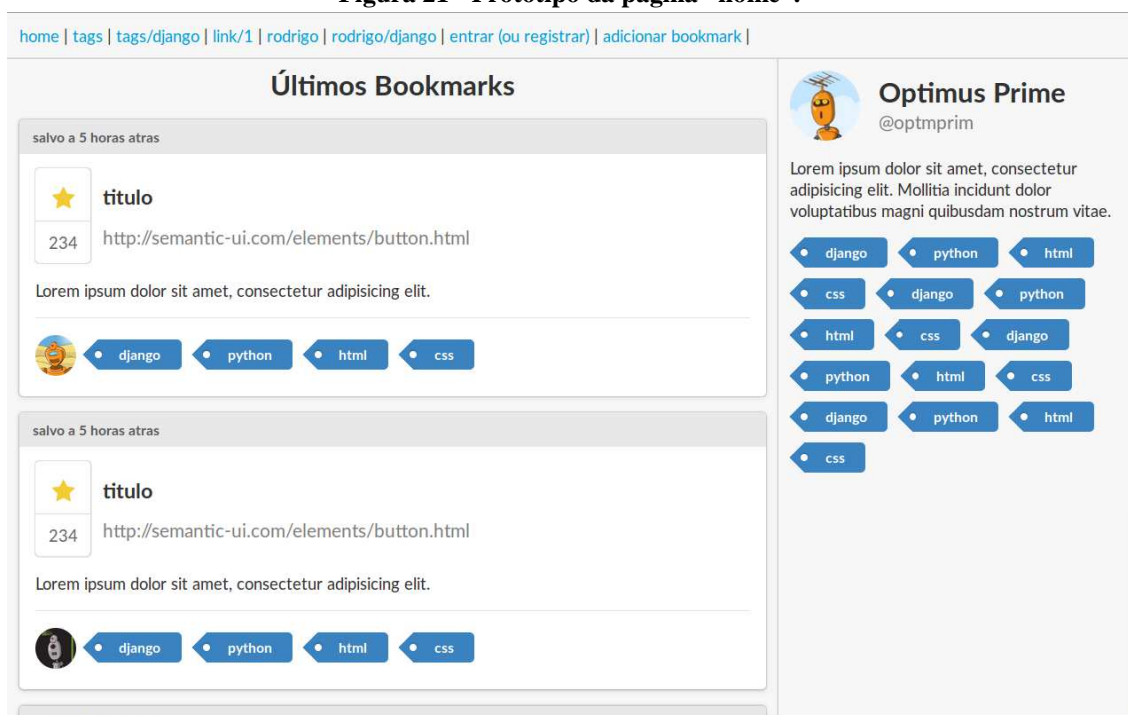 Figura 21 - Protótipo da página "home".
home | tags | tags/django | link/1 | rodrigo | rodrigo/django | entrar (ou registrar) | adicionar bookmark |
Últimos Bookmarks
salvo a 5 horas atras
titulo
234
http://semantic-ui.com/elements/button.html
Lorem ipsum dolor sit amet, consectetur adipisicing elit.
django python html css
salvo a 5 horas atras
titulo
234
http://semantic-ui.com/elements/button.html
Lorem ipsum dolor sit amet, consectetur adipisicing elit.
django python html css
Optimus Prime
@optmprim
Lorem ipsum dolor sit amet, consectetur
adipisicing elit. Mollitia incidunt dolor
voluptatibus magni quibusdam nostrum vitae.
django python html
css django python
html css django
python html css
django python html
css